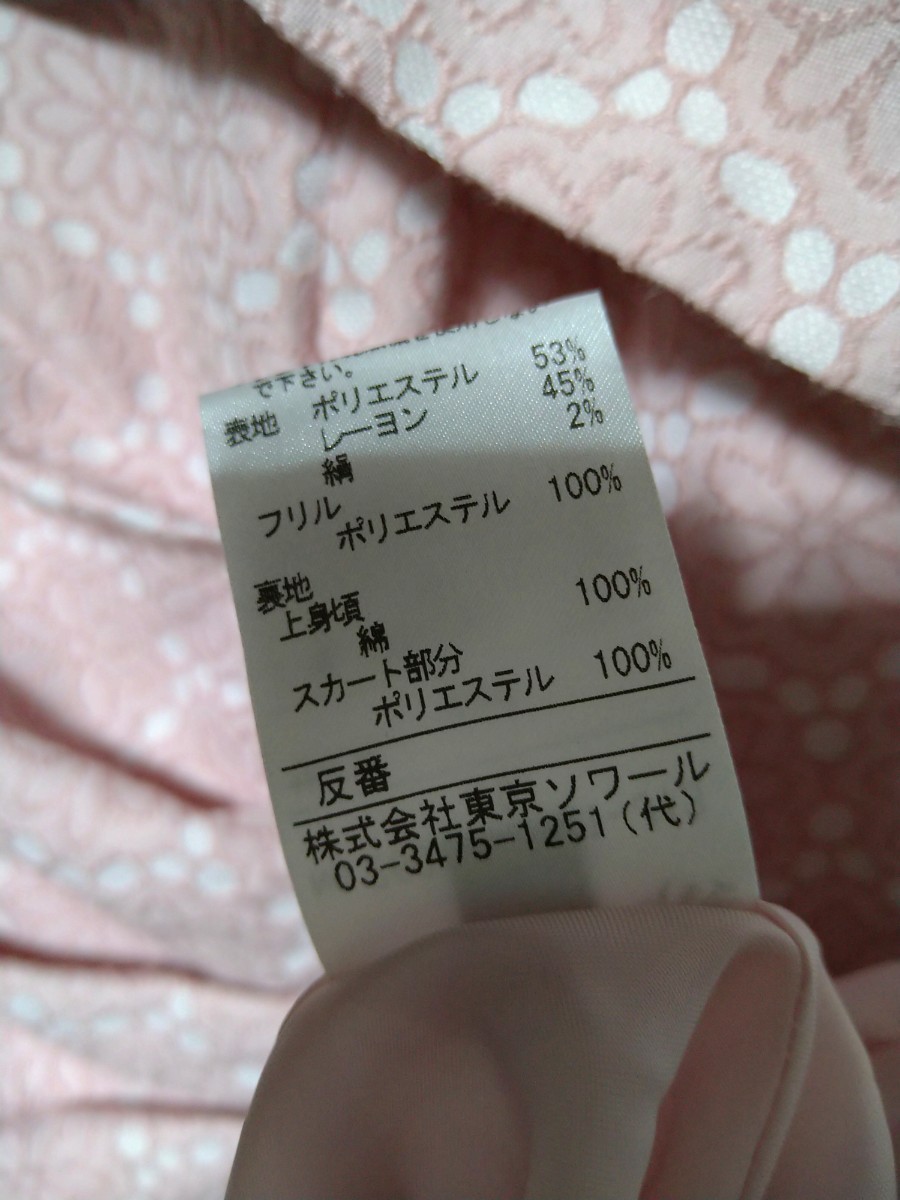 で下さい。
表地 ポリエステル 53%
レーヨン 45%
絹 2%
フリル
ポリエステル 100%
裏地
上身頃
綿 100%
スカート部分
ポリエステル 100%
反番
株式会社東京ソワール
03-3475-1251(代)